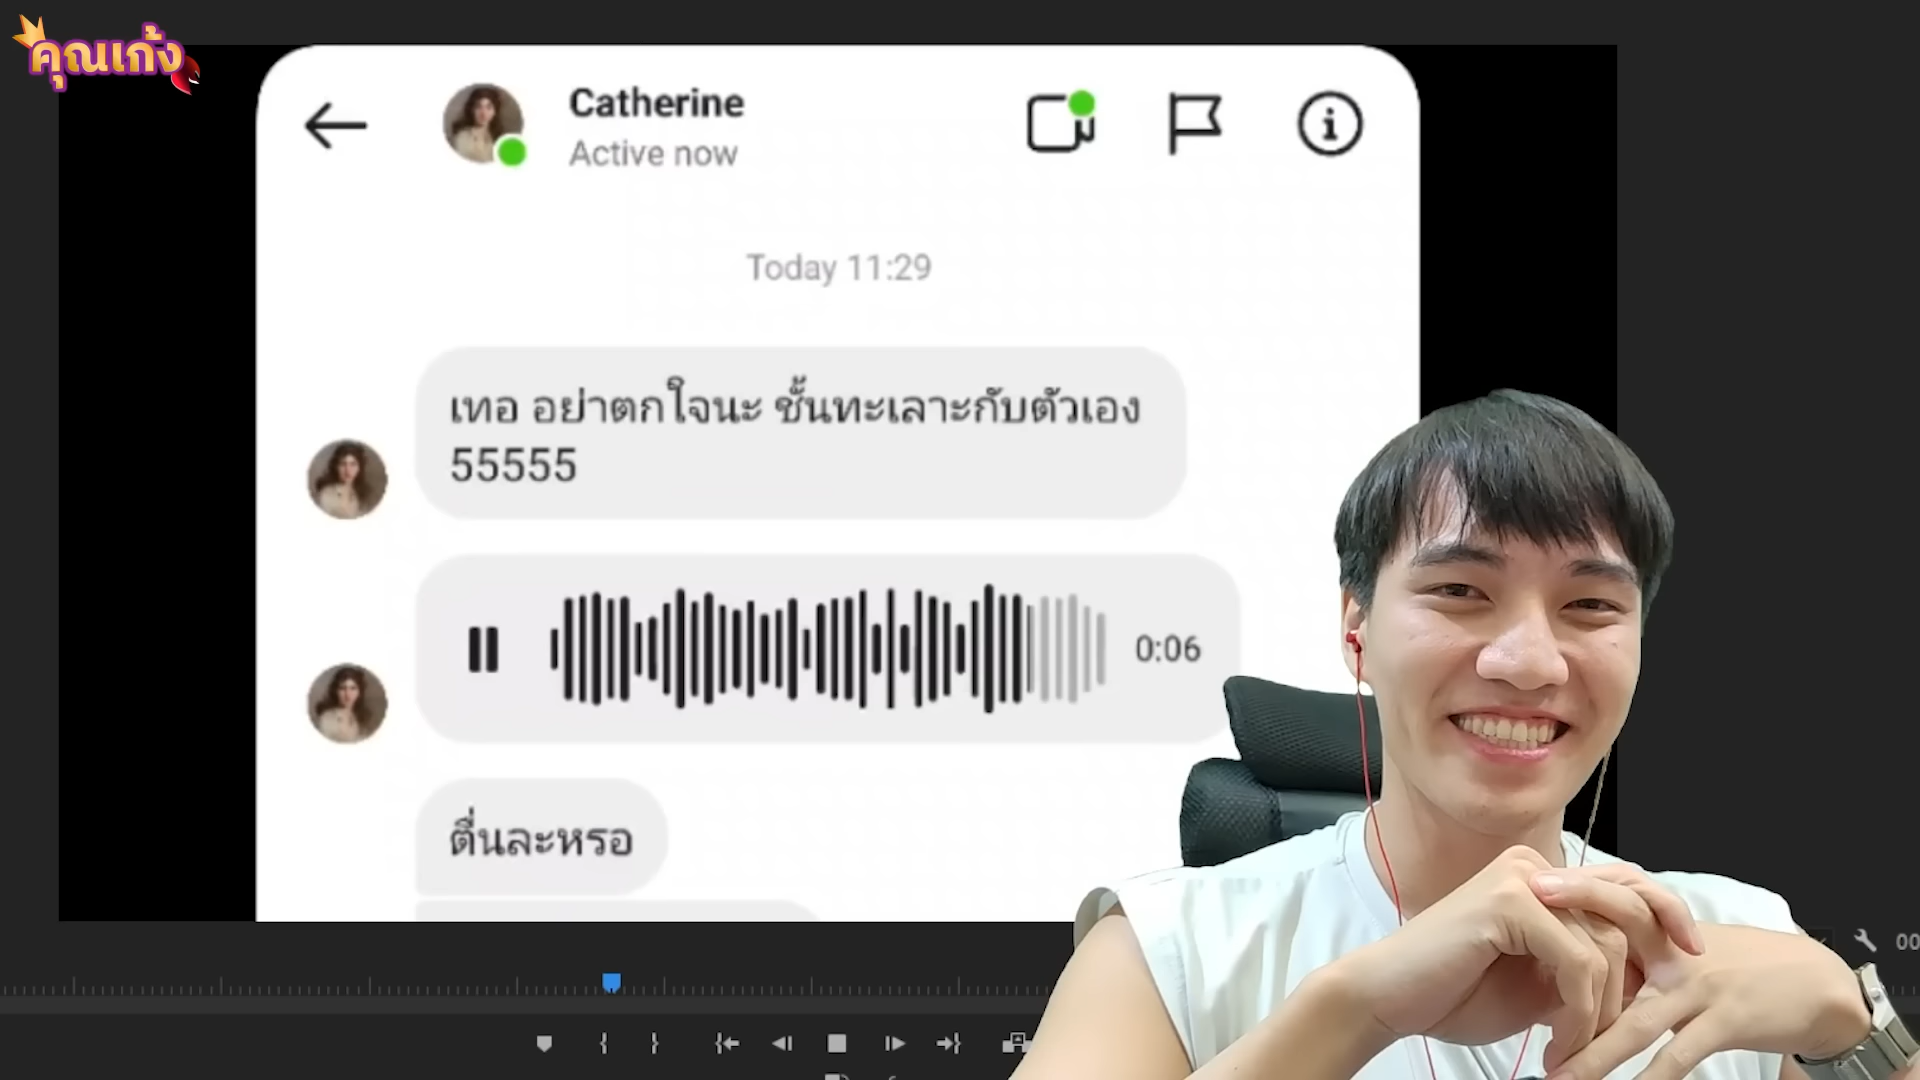 คุณเก้ง
Catherine
Active now
Today 11:29
เทอ อย่าตกใจนะ ชั้นทะเลาะกับตัวเอง
55555
0:06
ตื่นละหรอ
00